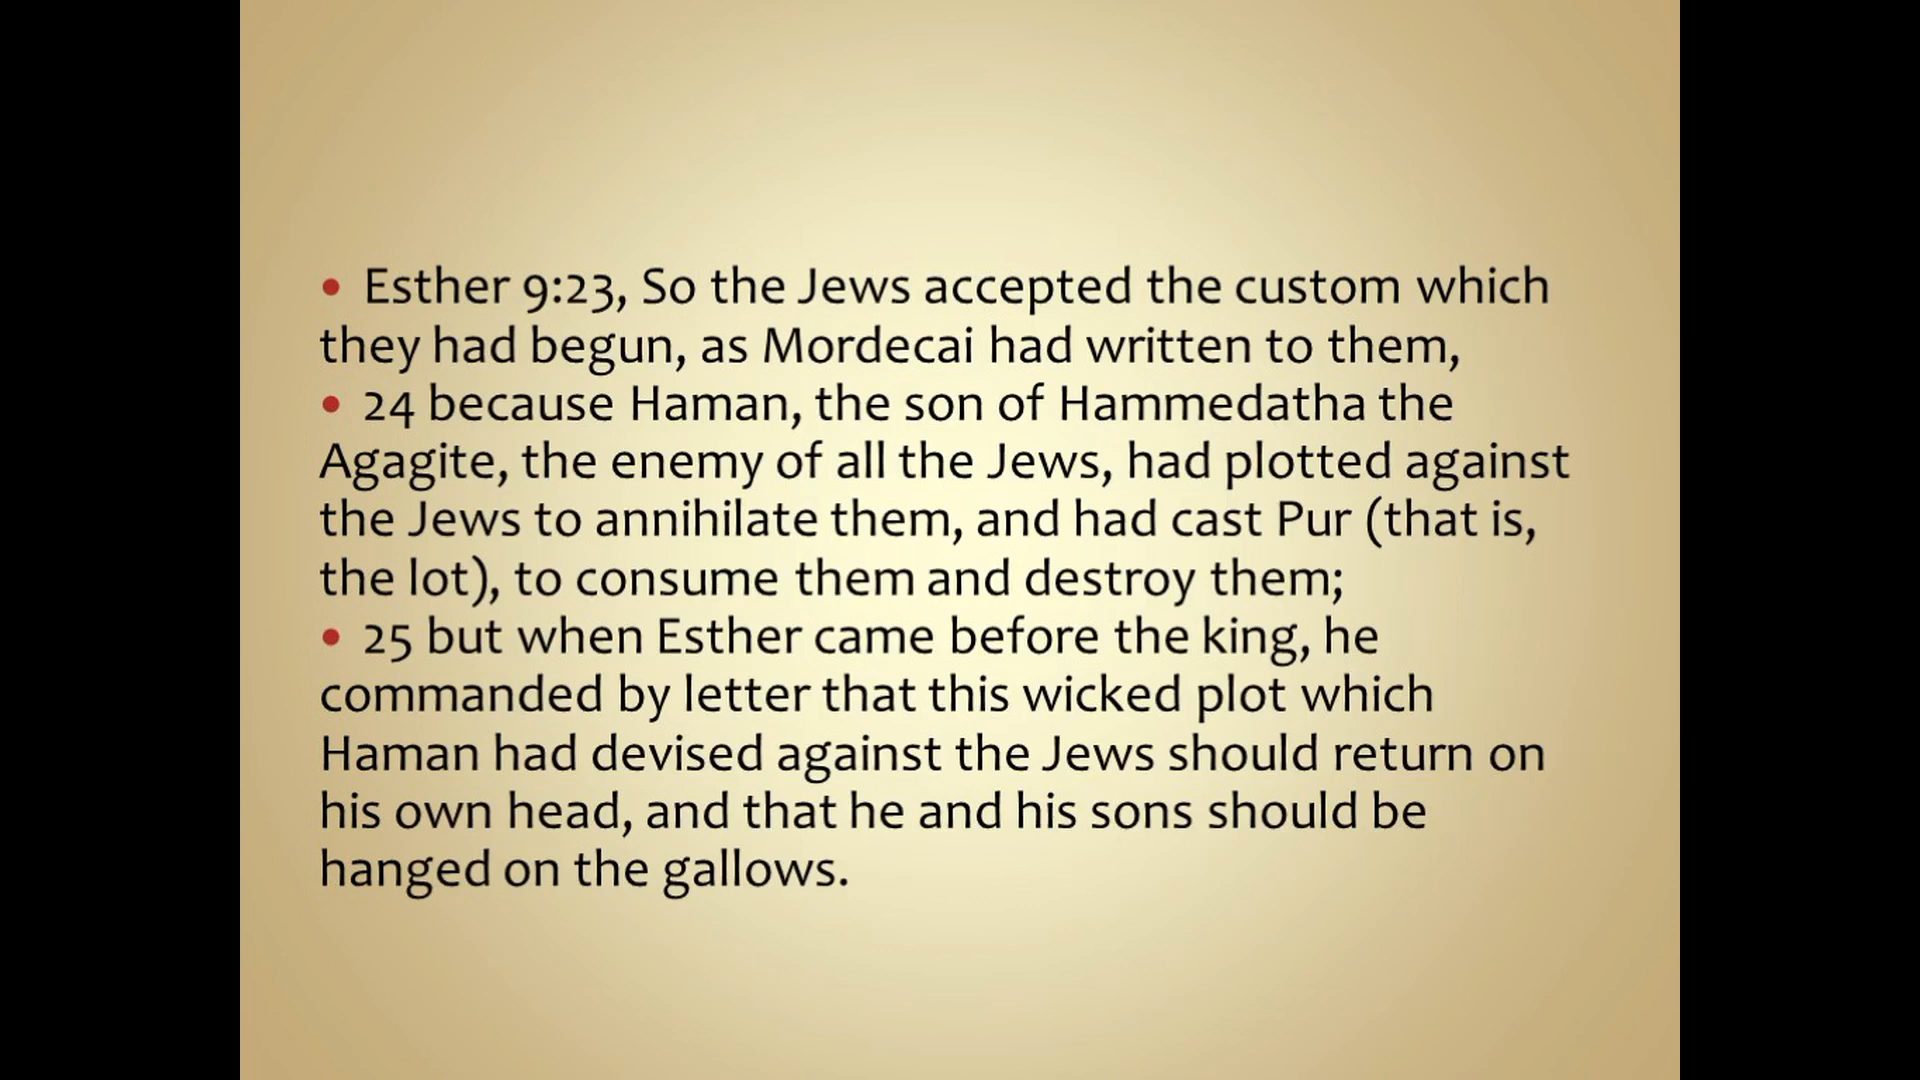 • Esther 9:23, So the Jews accepted the custom which
they had begun, as Mordecai had written to them,
• 24 because Haman, the son of Hammedatha the
Agagite, the enemy of all the Jews, had plotted against
the Jews to annihilate them, and had cast Pur (that is,
the lot), to consume them and destroy them;
• 25 but when Esther came before the king, he
commanded by letter that this wicked plot which
Haman had devised against the Jews should return on
his own head, and that he and his sons should be
hanged on the gallows.